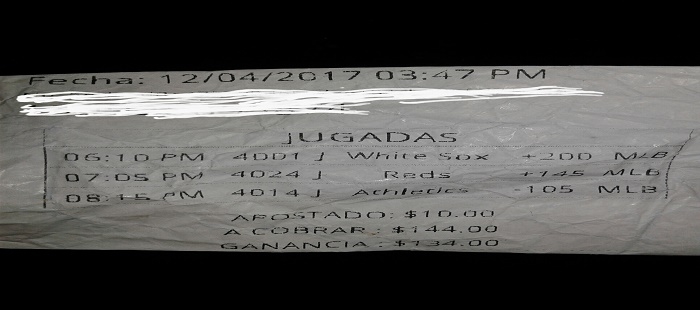 Fecha: 12/04/2017 03:47 PM
JUGADAS
06:10 PM 4001 J White Sox +200 MLB
07:05 PM 4024 J Reds +145 MLB
08:15 PM 4014 J Athletics -105 MLB
APOSTADO: $10.00
A COBRAR : $144.00
GANANCIA : $134.00